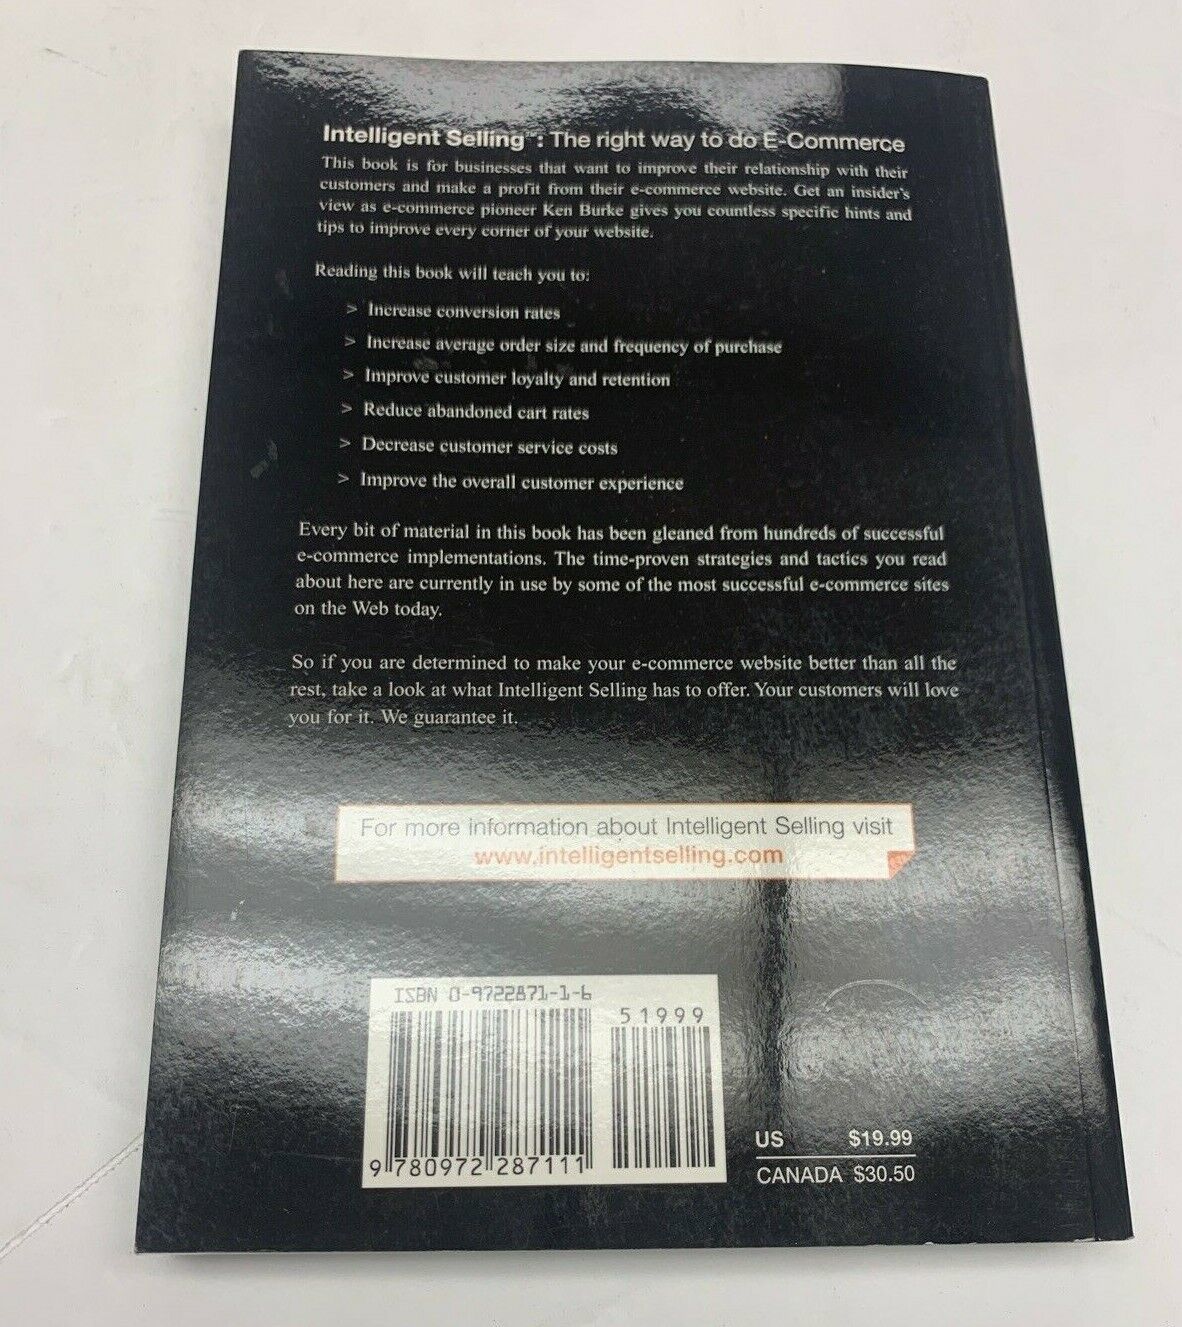 Intelligent Selling™: The right way to do E-Commerce
This book is for businesses that want to improve their relationship with their
customers and make a profit from their e-commerce website. Get an insider's
view as e-commerce pioneer Ken Burke gives you countless specific hints and
tips to improve every corner of your website.
Reading this book will teach you to:
> Increase conversion rates
> Increase average order size and frequency of purchase
> Improve customer loyalty and retention
> Reduce abandoned cart rates
> Decrease customer service costs
> Improve the overall customer experience
Every bit of material in this book has been gleaned from hundreds of successful
e-commerce implementations. The time-proven strategies and tactics you read
about here are currently in use by some of the most successful e-commerce sites
on the Web today.
So if you are determined to make your e-commerce website better than all the
rest, take a look at what Intelligent Selling has to offer. Your customers will love
you for it. We guarantee it.
For more information about Intelligent Selling visit
www.intelligentselling.com
ISBN 0-9722871-1-6
51999
9 780972 287111
US $19.99
CANADA $30.50